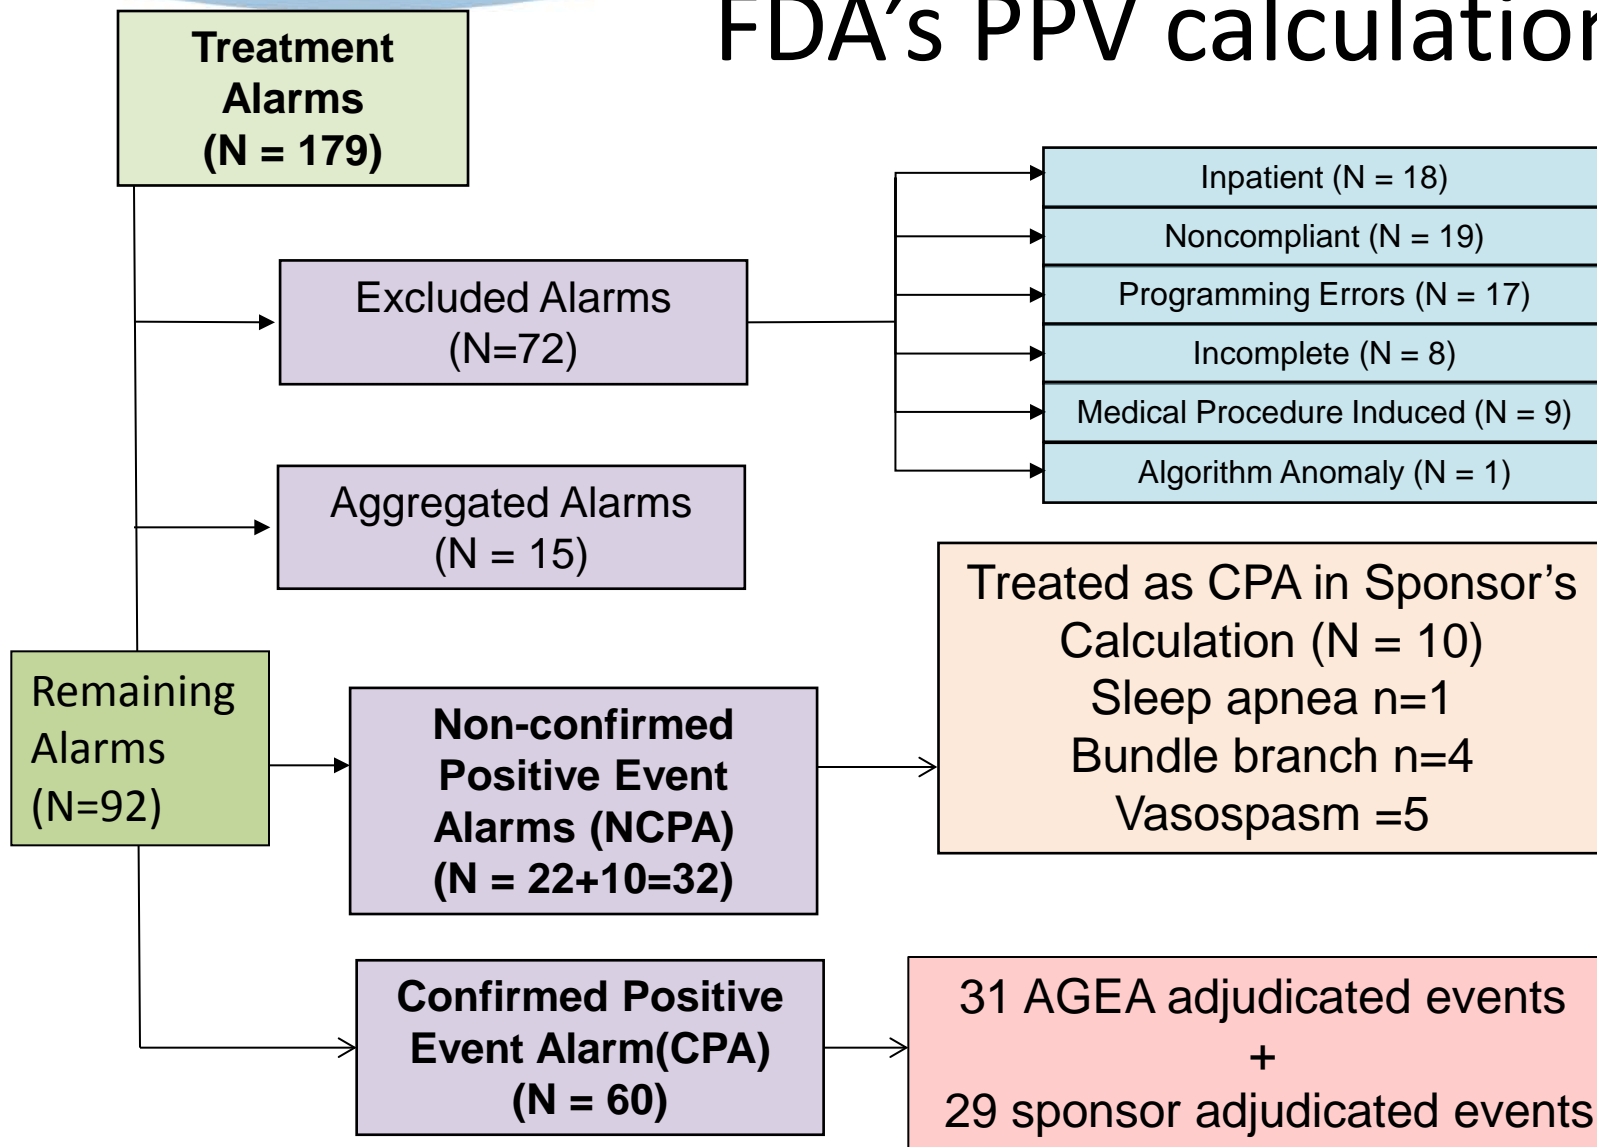 FDA's PPV calculation
Treatment
Alarms
(N = 179)
Excluded Alarms
(N=72)
Inpatient (N = 18)
Noncompliant (N = 19)
Programming Errors (N = 17)
Incomplete (N = 8)
Medical Procedure Induced (N = 9)
Algorithm Anomaly (N = 1)
Aggregated Alarms
(N = 15)
Remaining
Alarms
(N=92)
Non-confirmed
Positive Event
Alarms (NCPA)
(N = 22+10=32)
Treated as CPA in Sponsor's
Calculation (N = 10)
Sleep apnea n=1
Bundle branch n=4
Vasospasm =5
Confirmed Positive
Event Alarm(CPA)
(N = 60)
31 AGEA adjudicated events
+
29 sponsor adjudicated events